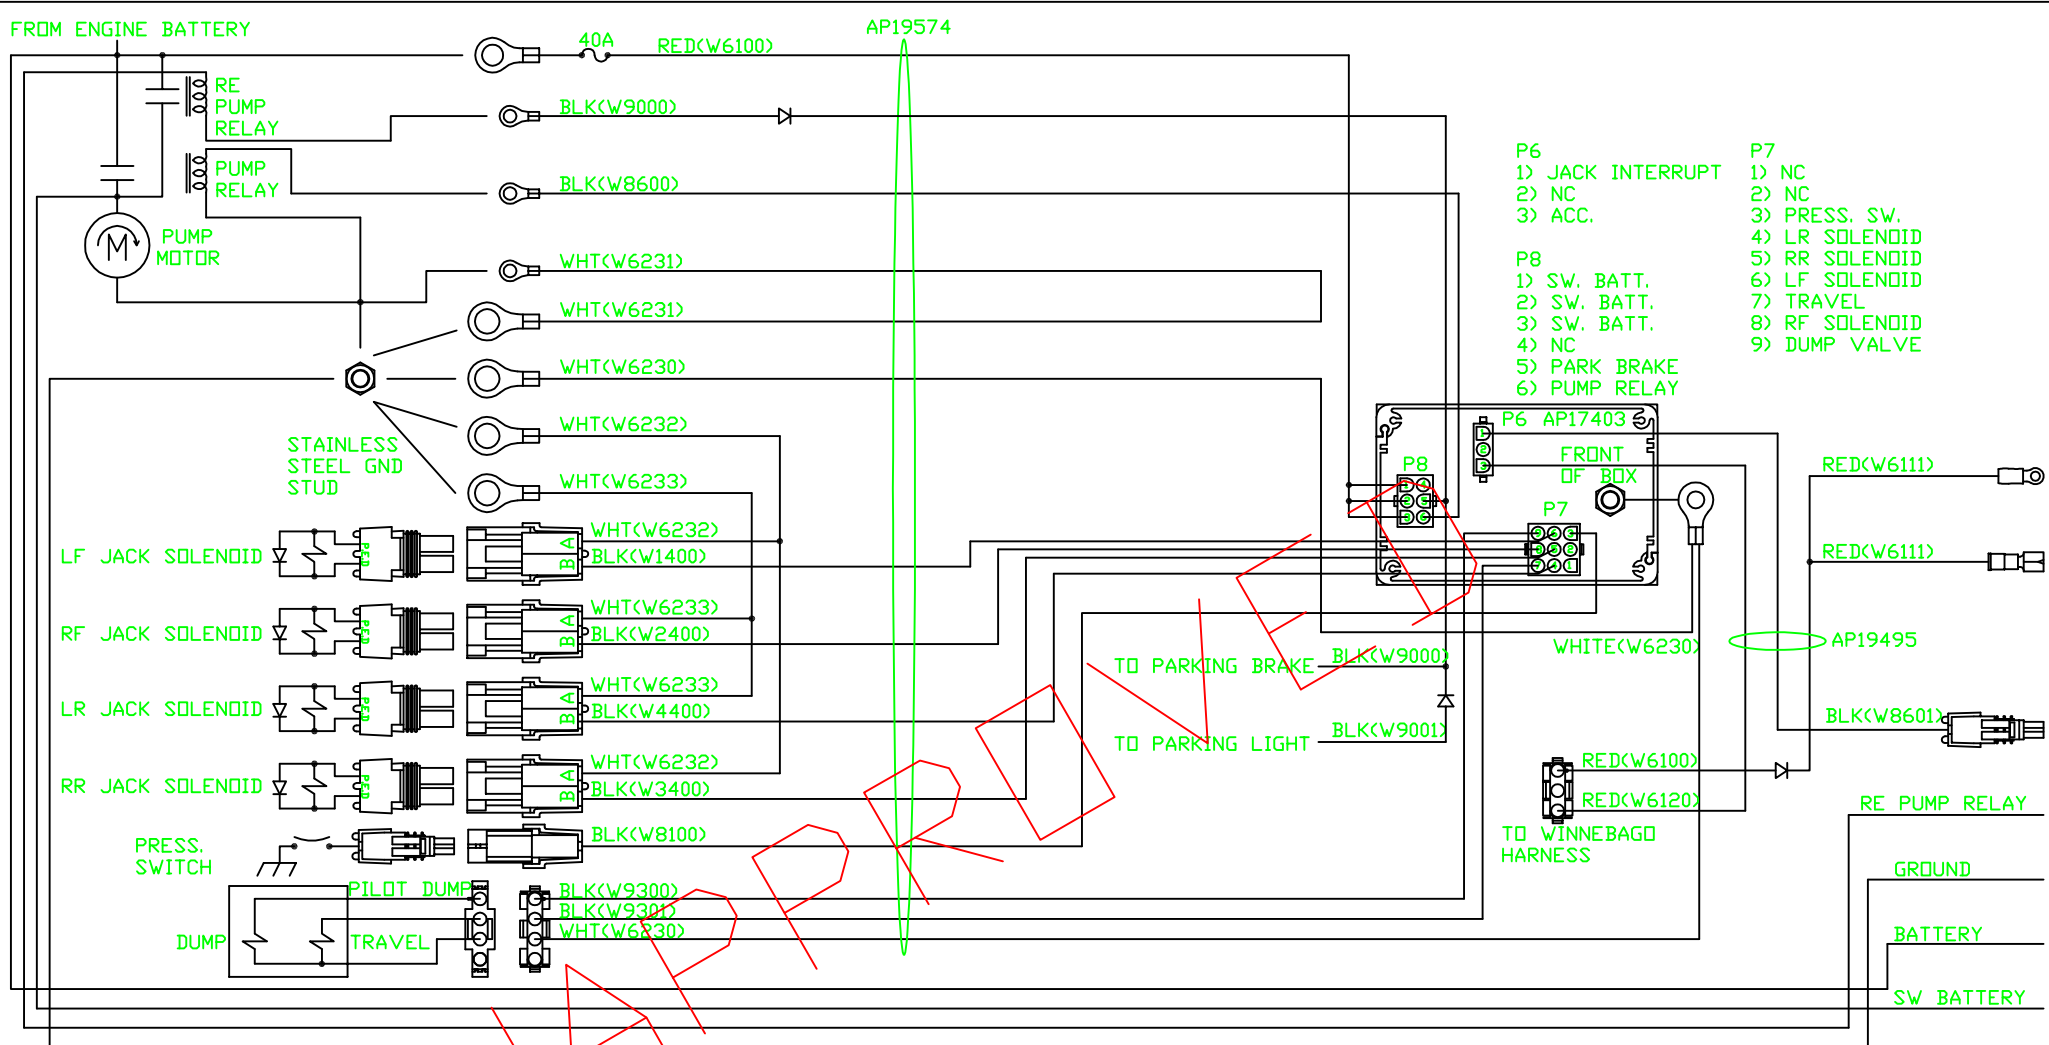 FROM ENGINE BATTERY
40A
RED(W6100)
AP19574
RE
PUMP
RELAY
BLK(W9000)
PUMP
RELAY
BLK(W8600)
PUMP
MOTOR
M
WHT(W6231)
WHT(W6231)
WHT(W6230)
WHT(W6232)
STAINLESS
STEEL GND
STUD
WHT(W6233)
P6
1) JACK INTERRUPT
2) NC
3) ACC.
P8
1) SW. BATT.
2) SW. BATT.
3) SW. BATT.
4) NC
5) PARK BRAKE
6) PUMP RELAY
P7
1) NC
2) NC
3) PRESS. SW.
4) LR SOLENOID
5) RR SOLENOID
6) LF SOLENOID
7) TRAVEL
8) RF SOLENOID
9) DUMP VALVE
P6 AP17403
FRONT
OF BOX
P8
P7
LF JACK SOLENOID
B A
WHT(W6232)
BLK(W1400)
RF JACK SOLENOID
B A
WHT(W6233)
BLK(W2400)
LR JACK SOLENOID
B A
WHT(W6233)
BLK(W4400)
RR JACK SOLENOID
B A
WHT(W6232)
BLK(W3400)
PRESS.
SWITCH
BLK(W8100)
PILOT DUMP
DUMP
TRAVEL
BLK(W9300)
BLK(W9301)
WHT(W6230)
TO PARKING BRAKE
BLK(W9000)
TO PARKING LIGHT
BLK(W9001)
WHITE(W6230)
RED(W6111)
RED(W6111)
AP19495
BLK(W8601)
RED(W6100)
RED(W6120)
TO WINNEBAGO
HARNESS
RE PUMP RELAY
GROUND
BATTERY
SW BATTERY
APPROVED